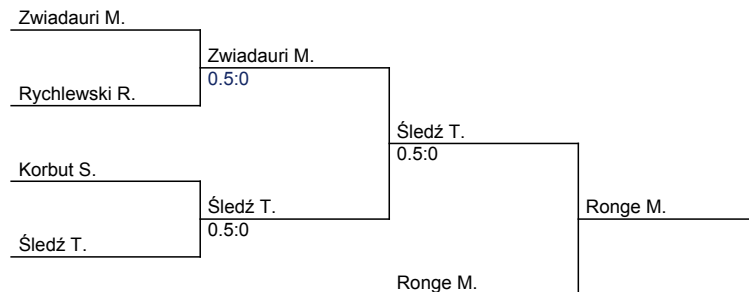 Zwiadauri M.
Zwiadauri M.
0.5:0
Rychlewski R.
Śledź T.
0.5:0
Korbut S.
Śledź T.
0.5:0
Ronge M.
Śledź T.
Ronge M.